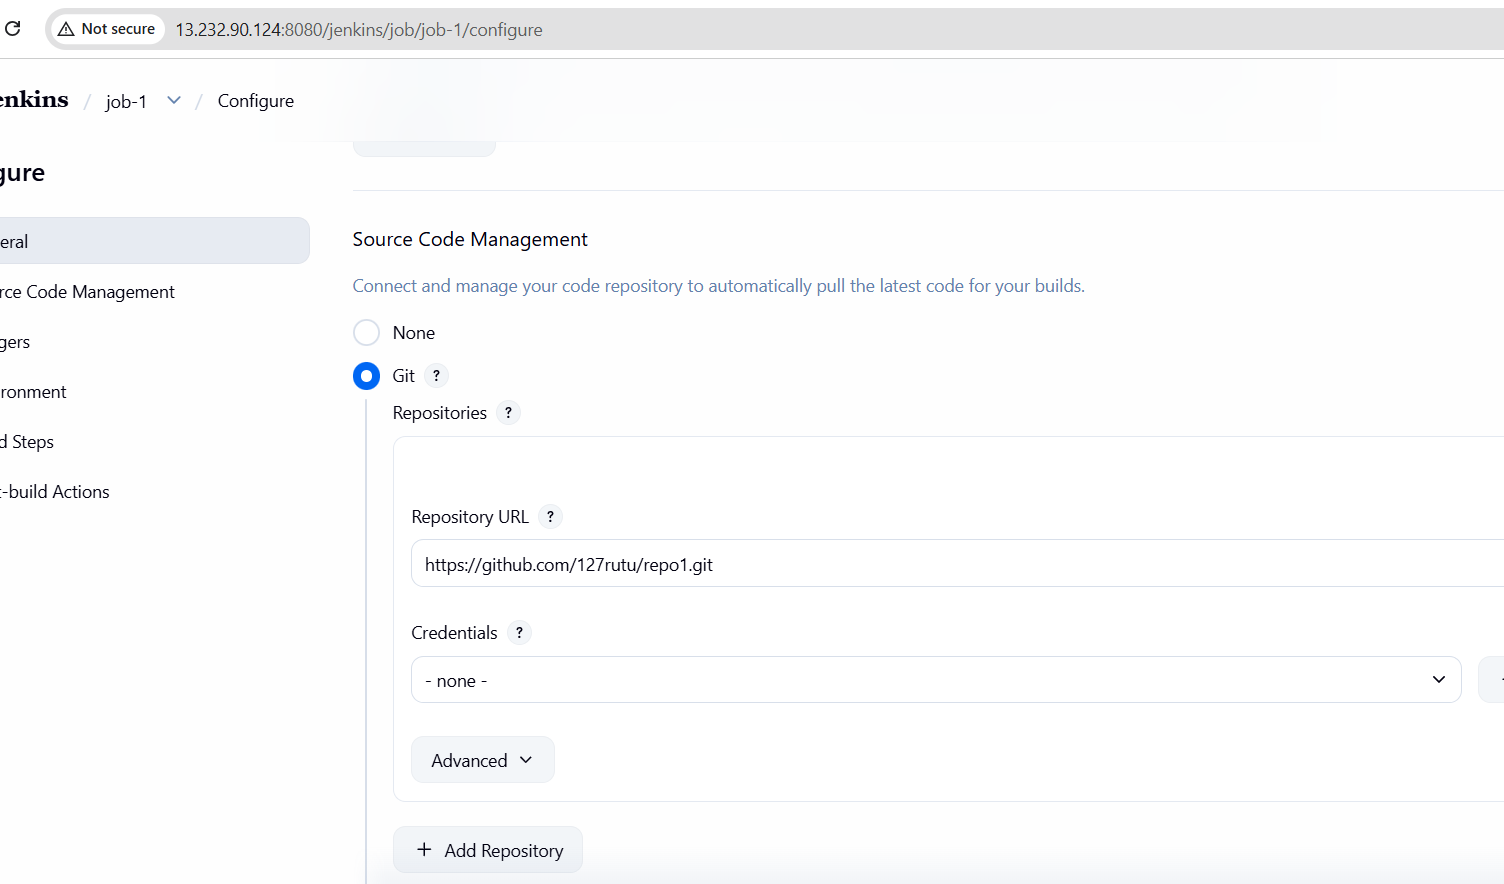 Not secure 13.232.90.124:8080/jenkins/job/job-1/configure
enkins / job-1 / Configure
gure
eral
rce Code Management
gers
ronment
d Steps
t-build Actions
Source Code Management
Connect and manage your code repository to automatically pull the latest code for your builds.
None
Git ?
Repositories ?
Repository URL ?
https://github.com/127rutu/repo1.git
Credentials ?
- none -
Advanced
+ Add Repository